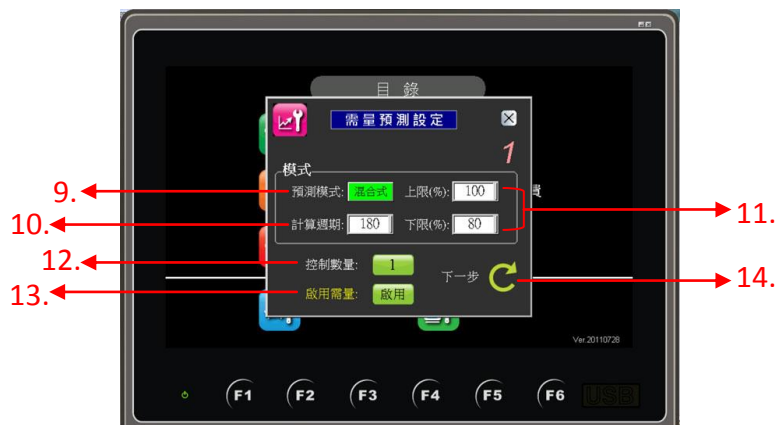 目 錄
需量預測設定
1
模式
9. 預測模式: 混合式 上限(%): 100
10. 計算週期: 180 下限(%): 80
11.
12. 控制數量: 1
13. 啟用需量: 啟用
下一步 14.
費
Ver.20110728
F1 F2 F3 F4 F5 F6 USB